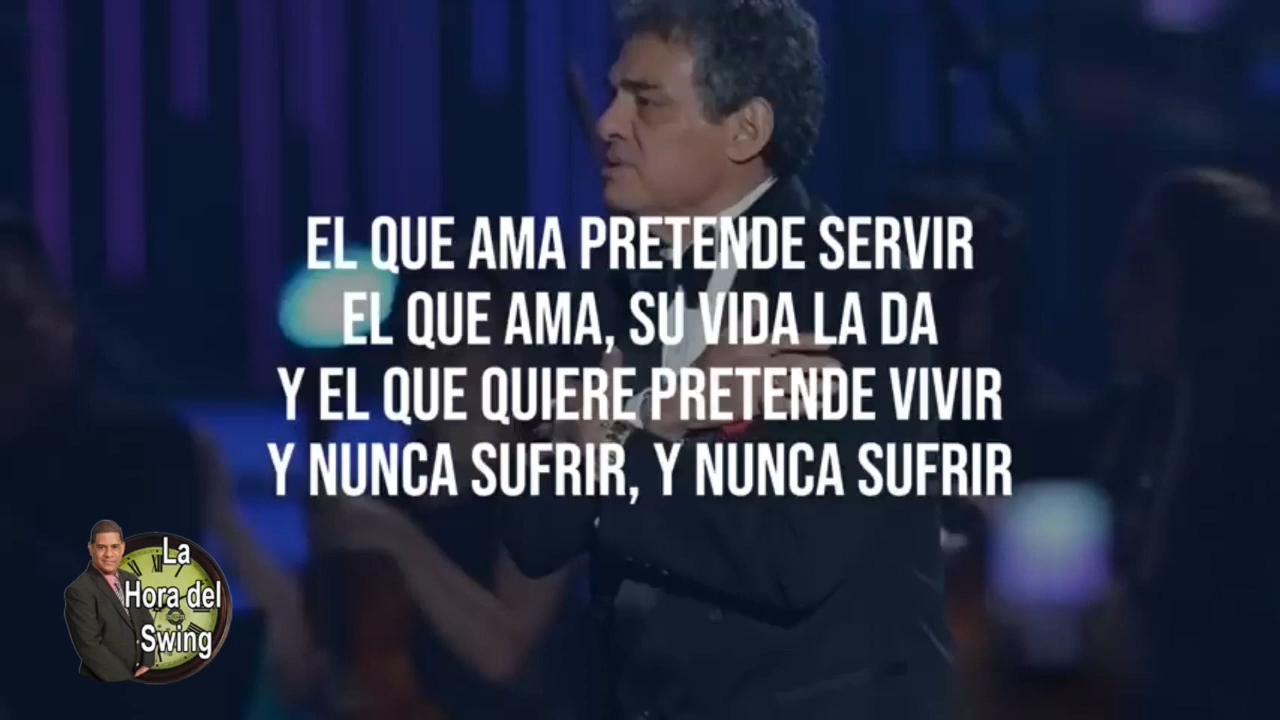 EL QUE AMA PRETENDE SERVIR
EL QUE AMA, SU VIDA LA DA
Y EL QUE QUIERE PRETENDE VIVIR
Y NUNCA SUFRIR, Y NUNCA SUFRIR
La
Hora del
Swing